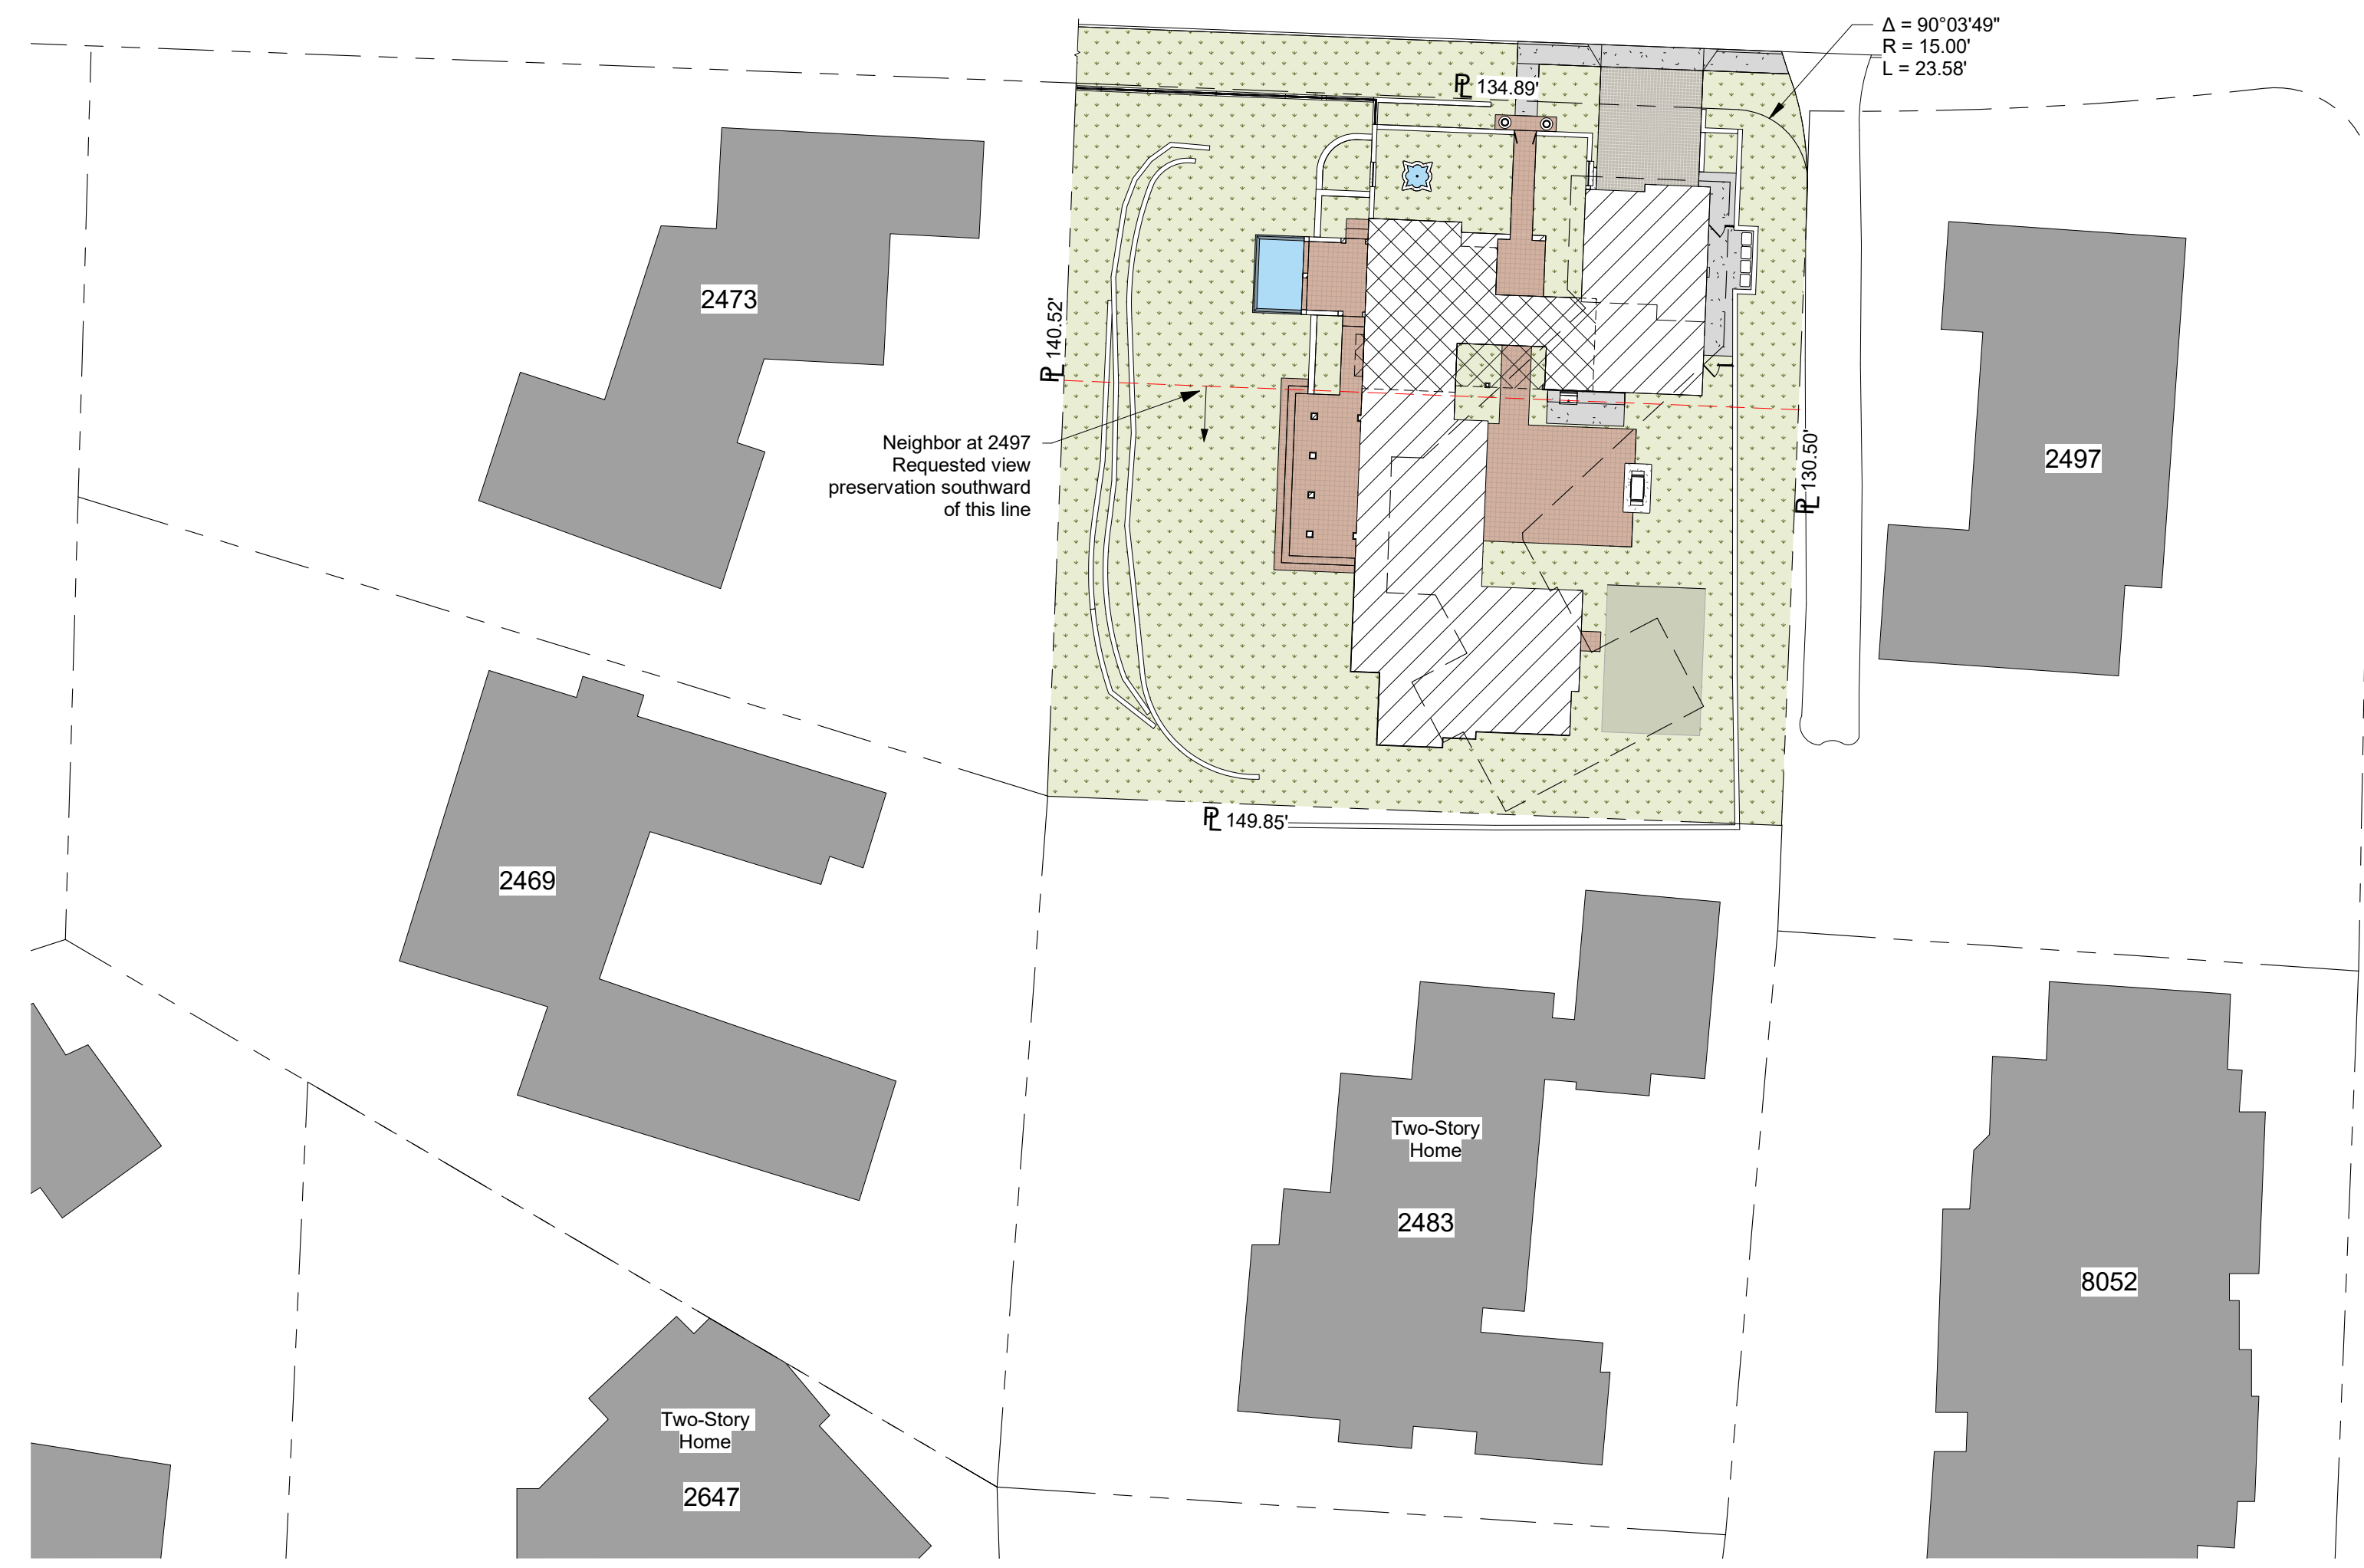 Δ = 90°03'49"
R = 15.00'
L = 23.58'
PL 134.89'
2473
PL 140.52'
Neighbor at 2497
Requested view
preservation southward
of this line
PL 130.50'
2497
PL 149.85'
2469
Two-Story
Home
2483
8052
Two-Story
Home
2647